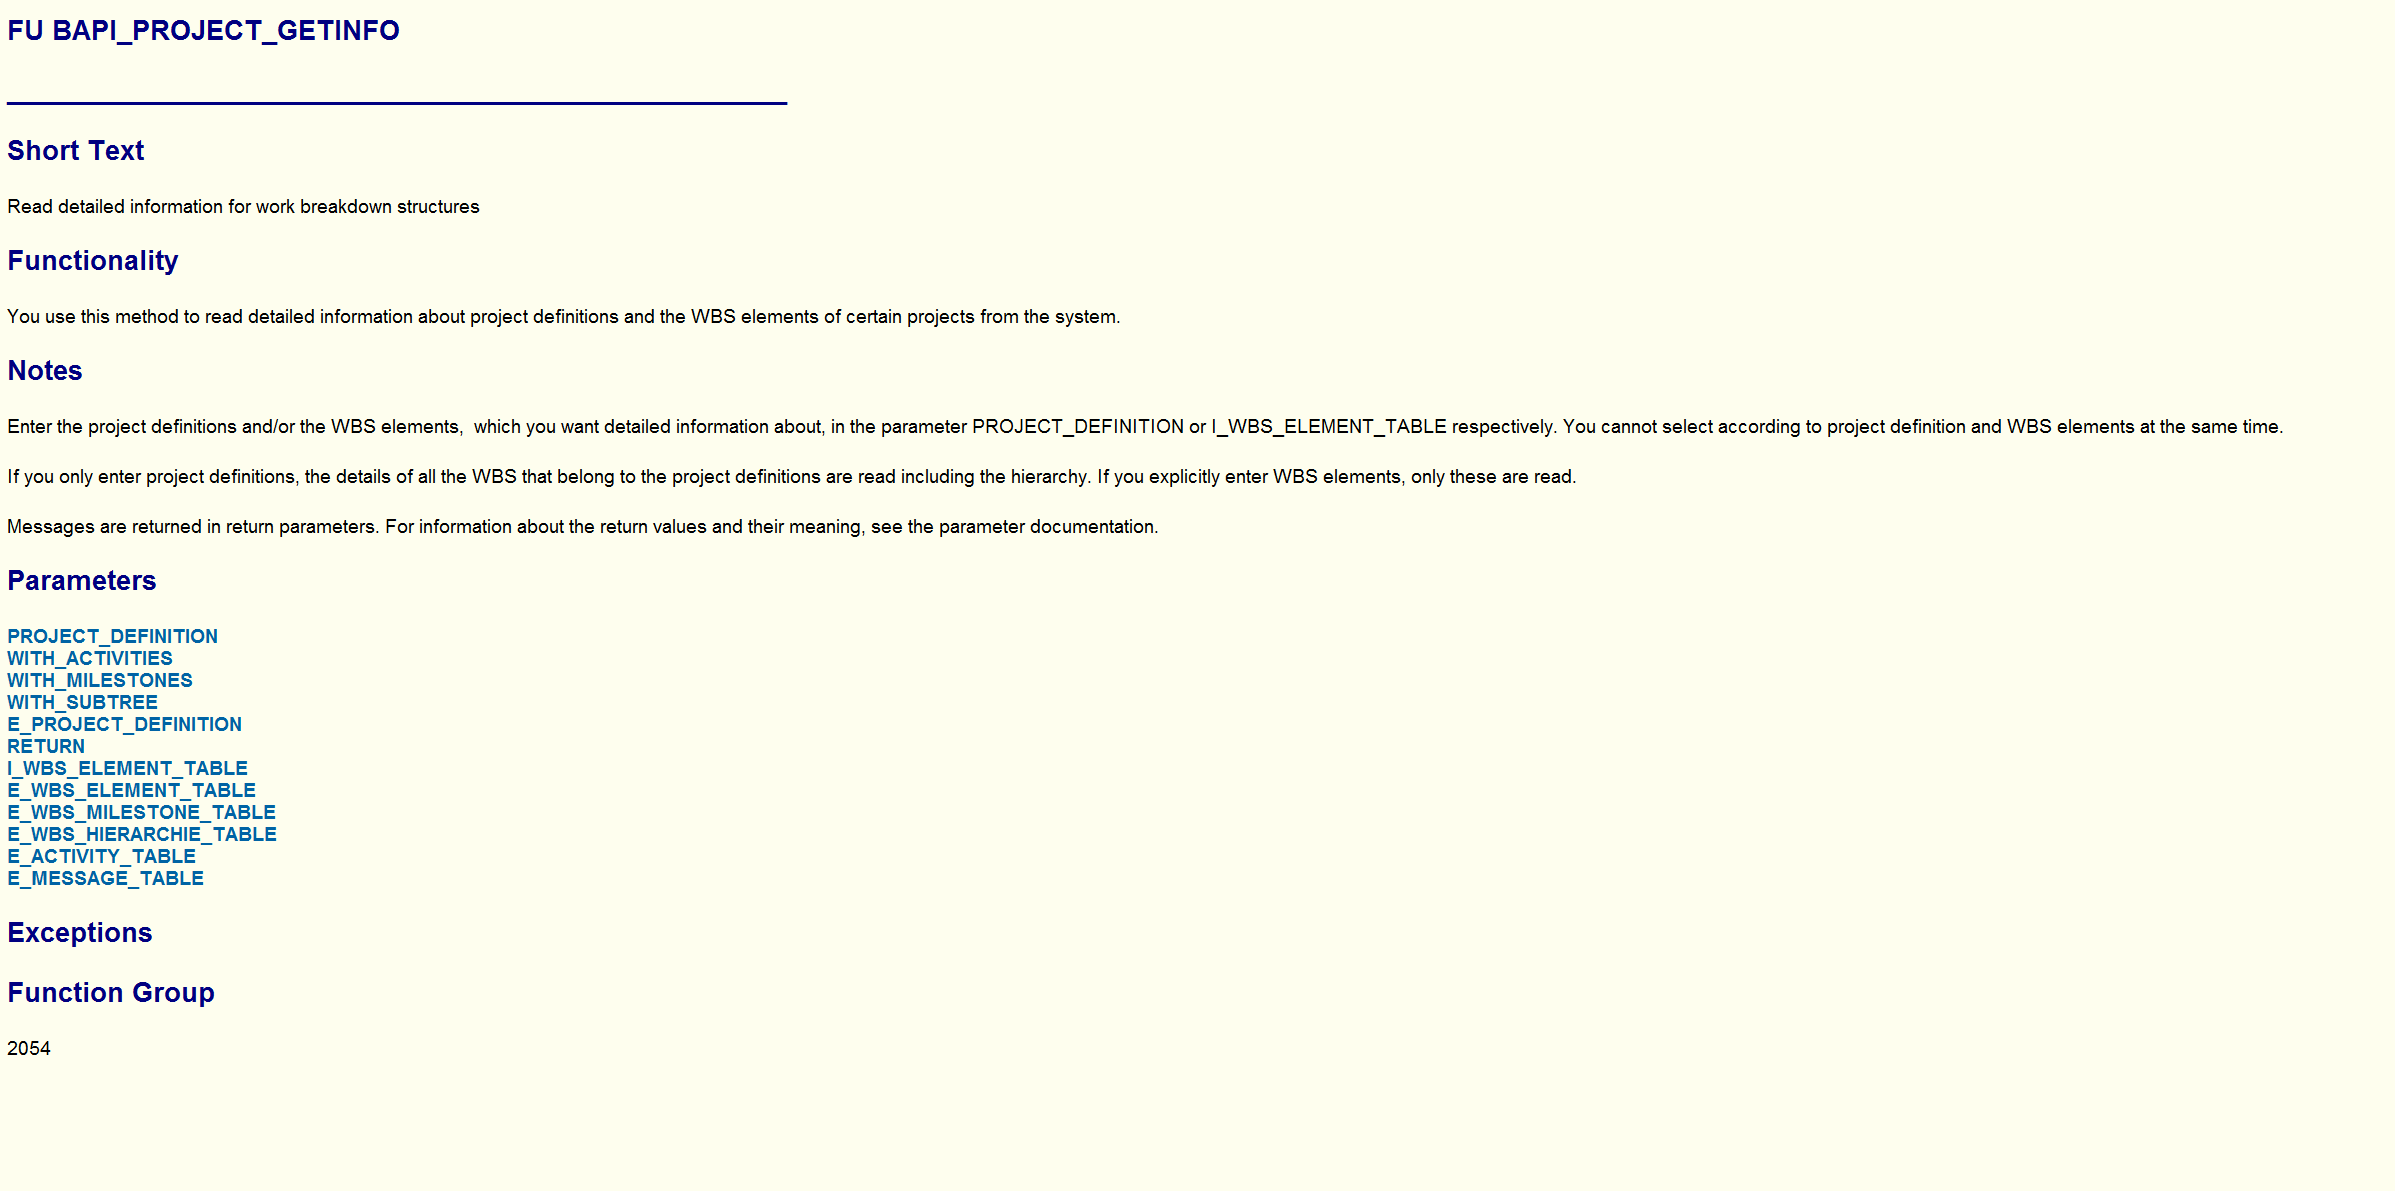 FU BAPI_PROJECT_GETINFO
Short Text
Read detailed information for work breakdown structures
Functionality
You use this method to read detailed information about project definitions and the WBS elements of certain projects from the system.
Notes
Enter the project definitions and/or the WBS elements,  which you want detailed information about, in the parameter PROJECT_DEFINITION or I_WBS_ELEMENT_TABLE respectively. You cannot select according to project definition and WBS elements at the same time.
If you only enter project definitions, the details of all the WBS that belong to the project definitions are read including the hierarchy. If you explicitly enter WBS elements, only these are read.
Messages are returned in return parameters. For information about the return values and their meaning, see the parameter documentation.
Parameters
PROJECT_DEFINITION
WITH_ACTIVITIES
WITH_MILESTONES
WITH_SUBTREE
E_PROJECT_DEFINITION
RETURN
I_WBS_ELEMENT_TABLE
E_WBS_ELEMENT_TABLE
E_WBS_MILESTONE_TABLE
E_WBS_HIERARCHIE_TABLE
E_ACTIVITY_TABLE
E_MESSAGE_TABLE
Exceptions
Function Group
2054